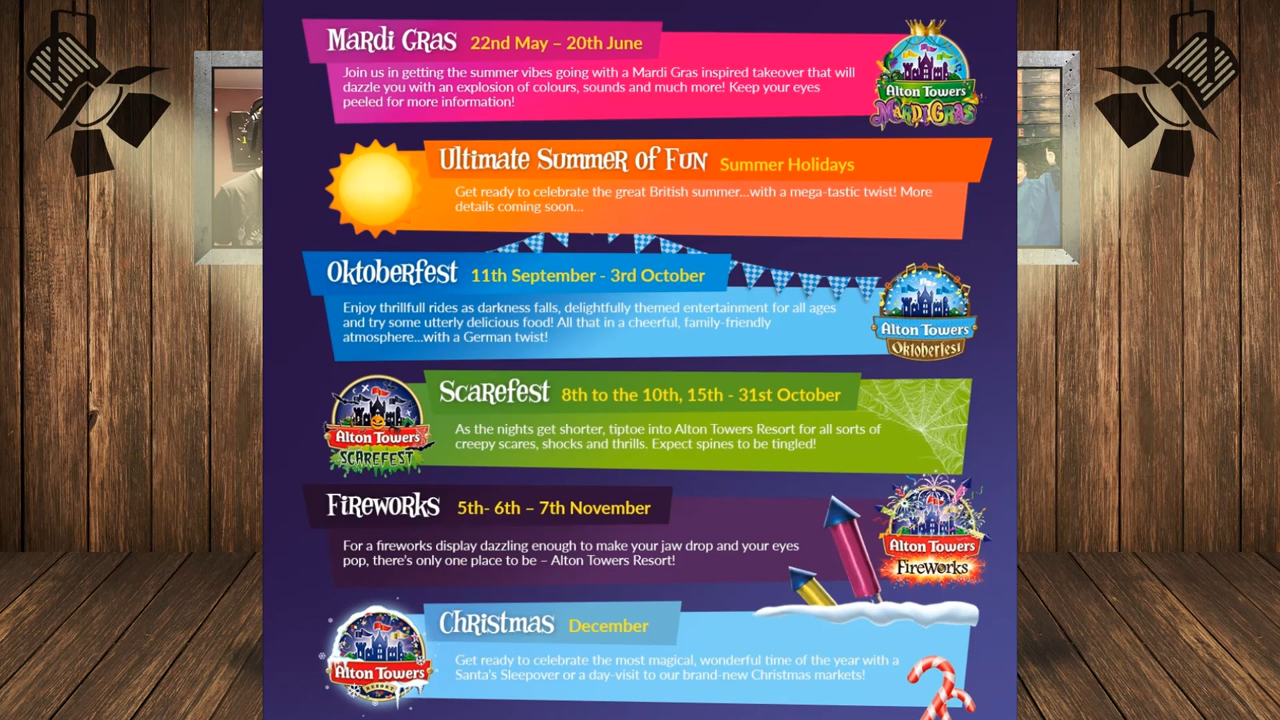 Mardi Gras 22nd May – 20th June
Join us in getting the summer vibes going with a Mardi Gras inspired takeover that will
dazzle you with an explosion of colours, sounds and much more! Keep your eyes
peeled for more information!
Alton Towers
MARDI GRAS
Ultimate Summer of Fun Summer Holidays
Get ready to celebrate the great British summer...with a mega-tastic twist! More
details coming soon...
Oktoberfest 11th September - 3rd October
Enjoy thrillfull rides as darkness falls, delightfully themed entertainment for all ages
and try some utterly delicious food! All that in a cheerful, family-friendly
atmosphere...with a German twist!
Alton Towers
Oktoberfest
Scarefest 8th to the 10th, 15th - 31st October
As the nights get shorter, tiptoe into Alton Towers Resort for all sorts of
creepy scares, shocks and thrills. Expect spines to be tingled!
Alton Towers
SCAREFEST
Fireworks 5th- 6th – 7th November
For a fireworks display dazzling enough to make your jaw drop and your eyes
pop, there's only one place to be – Alton Towers Resort!
Alton Towers
Fireworks
Christmas December
Get ready to celebrate the most magical, wonderful time of the year with a
Santa's Sleepover or a day-visit to our brand-new Christmas markets!
Alton Towers
RESORT